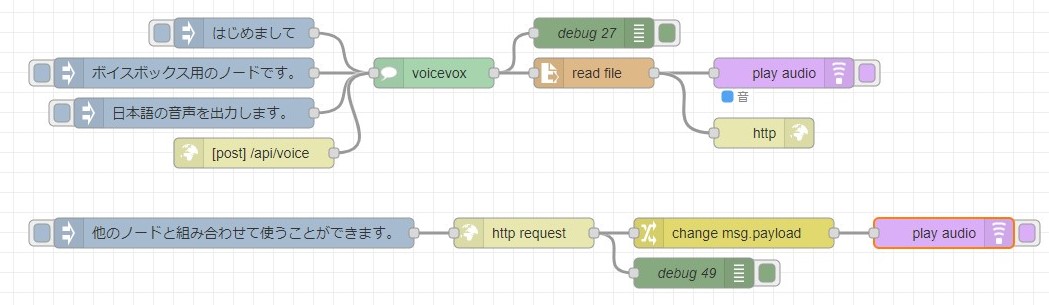 はじめまして
ボイスボックス用のノードです。
日本語の音声を出力します。
[post] /api/voice
voicevox
debug 27
read file
play audio
音
http
他のノードと組み合わせて使うことができます。
http request
change msg.payload
play audio
debug 49